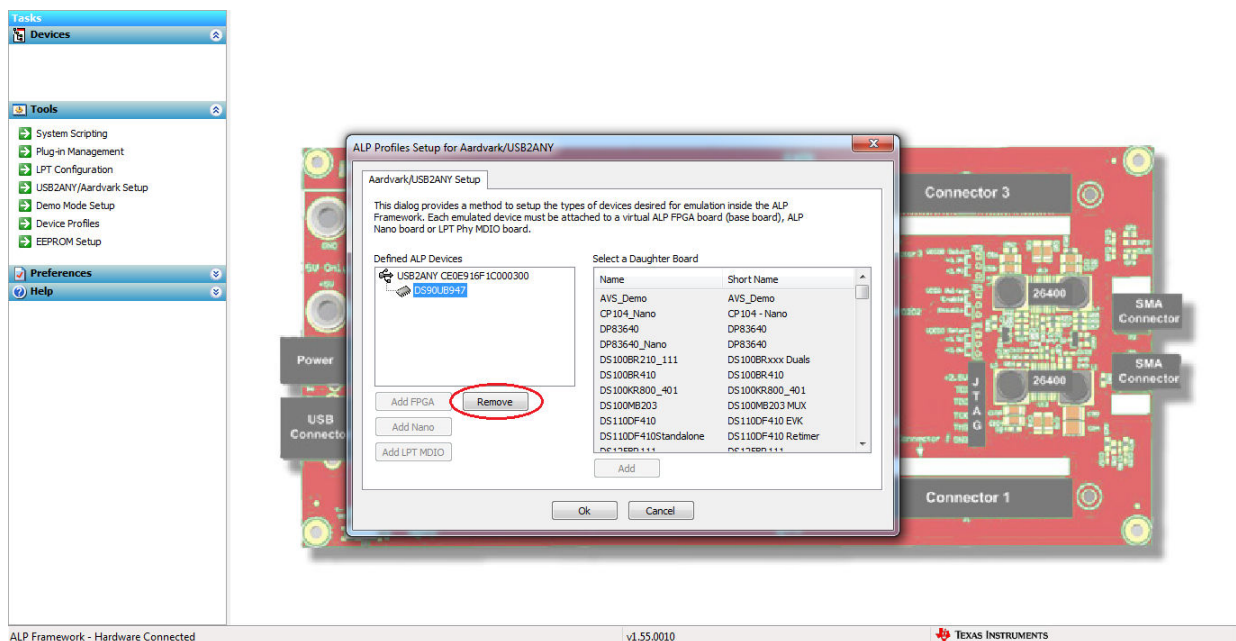 Tasks
Devices
Tools
System Scripting
Plug-in Management
LPT Configuration
USB2ANY/Aardvark Setup
Demo Mode Setup
Device Profiles
EEPROM Setup
Preferences
Help
ALP Profiles Setup for Aardvark/USB2ANY
Aardvark/USB2ANY Setup
This dialog provides a method to setup the types of devices desired for emulation inside the ALP
Framework. Each emulated device must be attached to a virtual ALP FPGA board (base board), ALP
Nano board or LPT Phy MDIO board.
Defined ALP Devices
USB2ANY CE0E916F1C000300
DS90UB947
Add FPGA
Remove
Add Nano
Add LPT MDIO
Select a Daughter Board
Name Short Name
AVS_Demo AVS_Demo
CP104_Nano CP104 - Nano
DP83640 DP83640
DP83640_Nano DP83640
DS100BR210_111 DS100BRxxx Duals
DS100BR410 DS100BR410
DS100KR800_401 DS100KR800_401
DS100MB203 DS100MB203 MUX
DS110DF410 DS110DF410 EVK
DS110DF410Standalone DS110DF410 Retimer
Add
Ok Cancel
Power
USB
Connecto
Connector 3
26400
SMA
Connector
SMA
Connector
26400
J
T
A
G
Connector 1
ALP Framework - Hardware Connected
v1.55.0010
TEXAS INSTRUMENTS